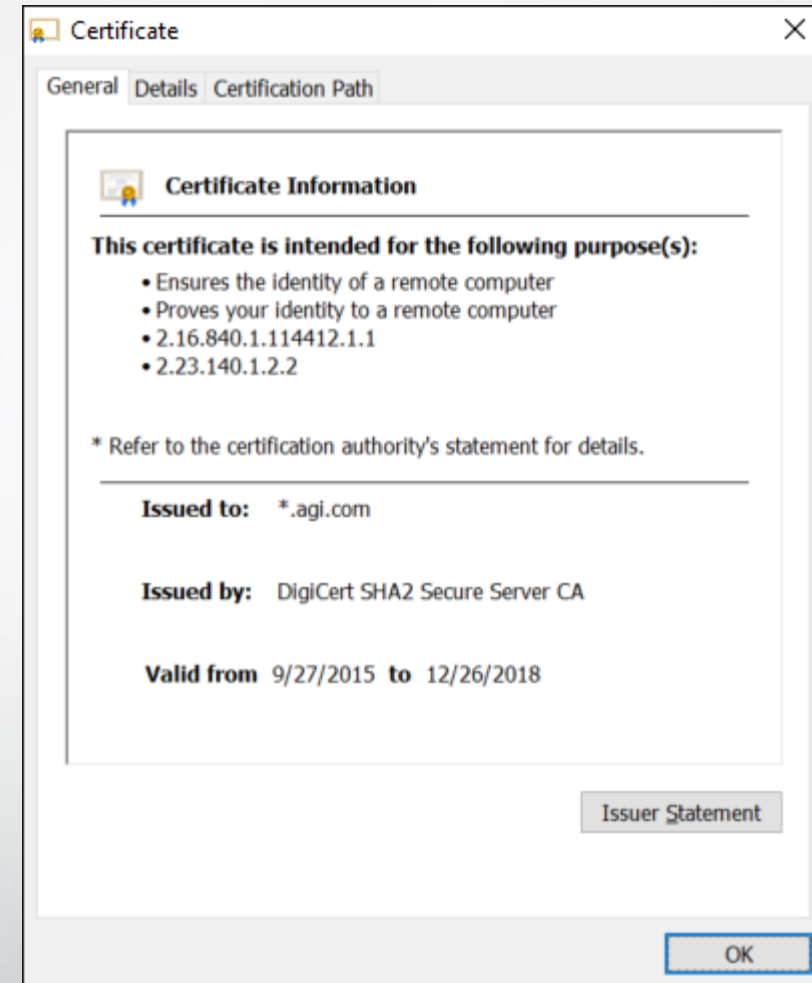 Certificate
General Details Certification Path
Certificate Information
This certificate is intended for the following purpose(s):
• Ensures the identity of a remote computer
• Proves your identity to a remote computer
• 2.16.840.1.114412.1.1
• 2.23.140.1.2.2
* Refer to the certification authority's statement for details.
Issued to: *.agi.com
Issued by: DigiCert SHA2 Secure Server CA
Valid from 9/27/2015 to 12/26/2018
Issuer Statement
OK